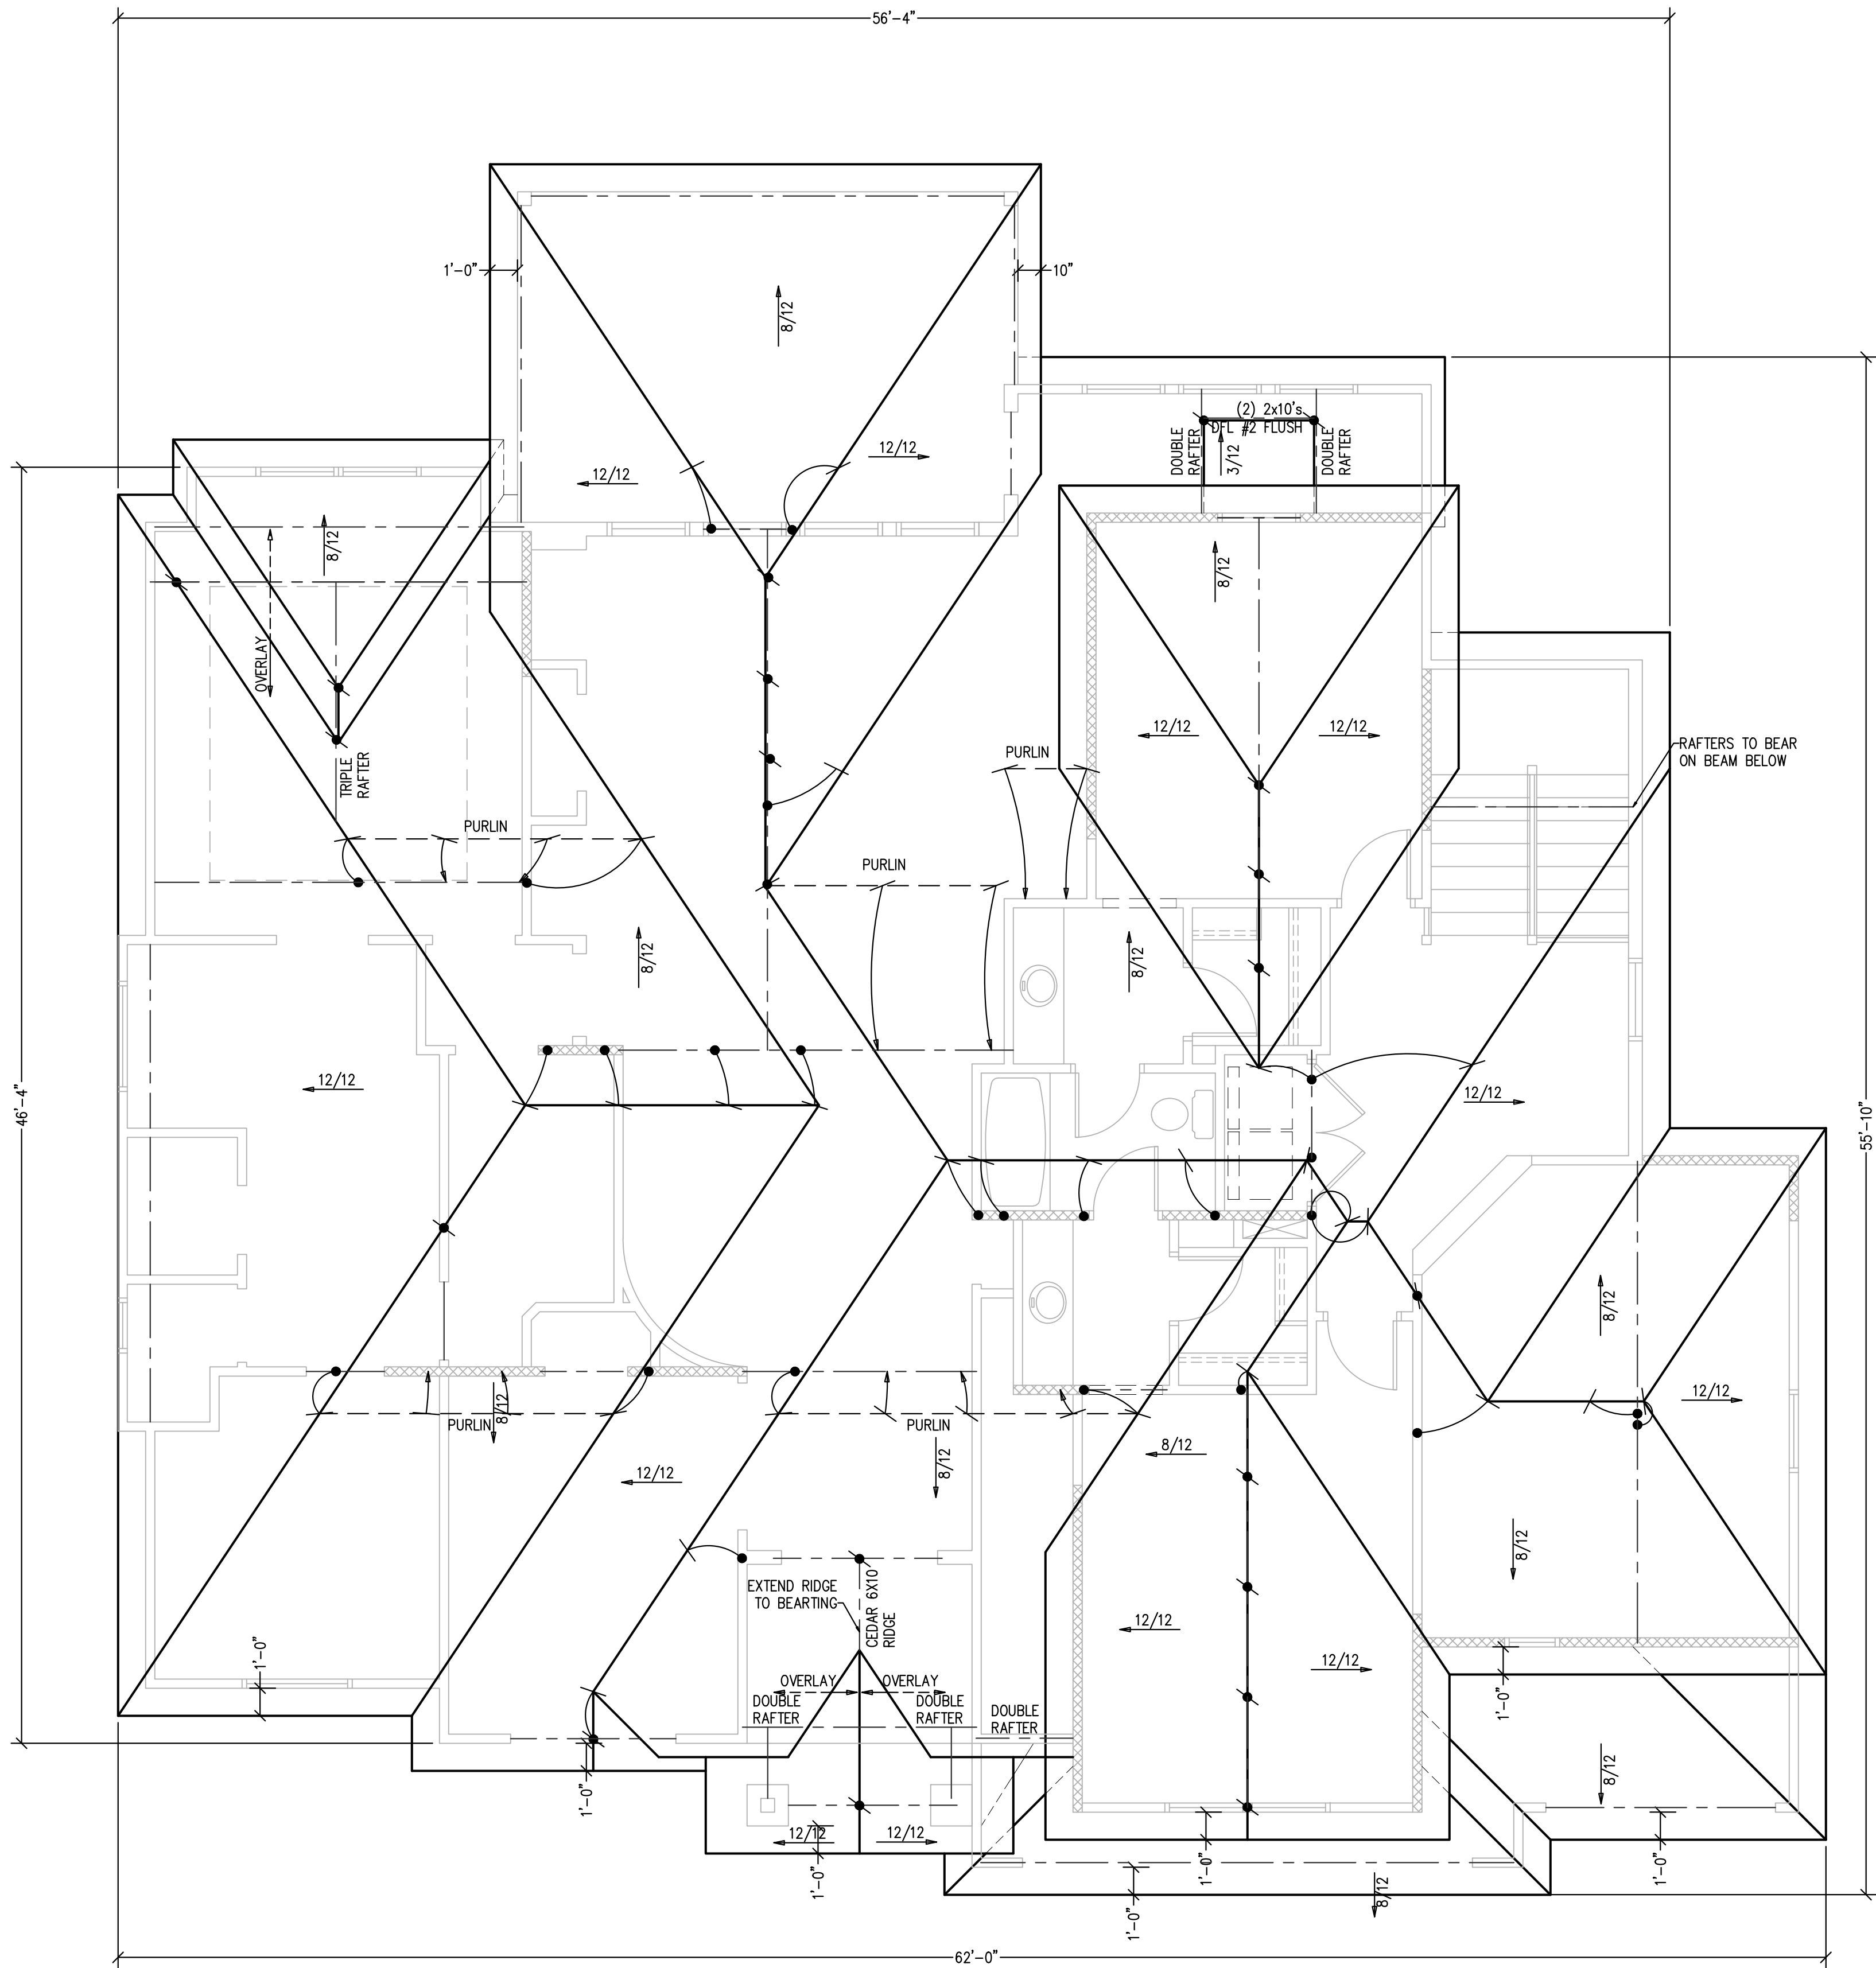 56'-4"
1'-0"
10"
8/12
12/12
12/12
(2) 2x10's
DFL #2 FLUSH
DOUBLE
RAFTER
3/12
DOUBLE
RAFTER
8/12
OVERLAY
8/12
12/12
12/12
PURLIN
RAFTERS TO BEAR
ON BEAM BELOW
TRIPLE
RAFTER
PURLIN
PURLIN
8/12
8/12
46'-4"
12/12
12/12
55'-10"
8/12
12/12
8/12
PURLIN
PURLIN
8/12
8/12
12/12
8/12
EXTEND RIDGE
TO BEARTING
CEDAR 6X10
RIDGE
12/12
12/12
1'-0"
OVERLAY
OVERLAY
DOUBLE
RAFTER
DOUBLE
RAFTER
DOUBLE
RAFTER
1'-0"
1'-0"
8/12
12/12
12/12
1'-0"
1'-0"
1'-0"
1'-0"
8/12
62'-0"